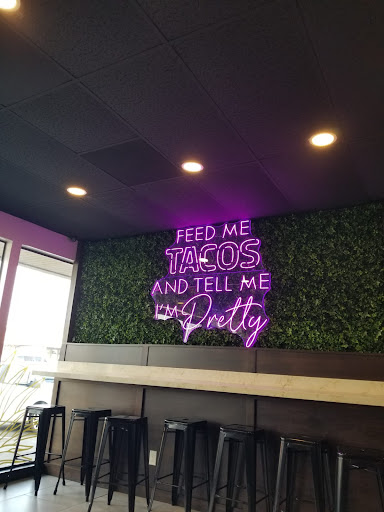 FEED ME
TACOS
AND TELL ME
I'M Pretty